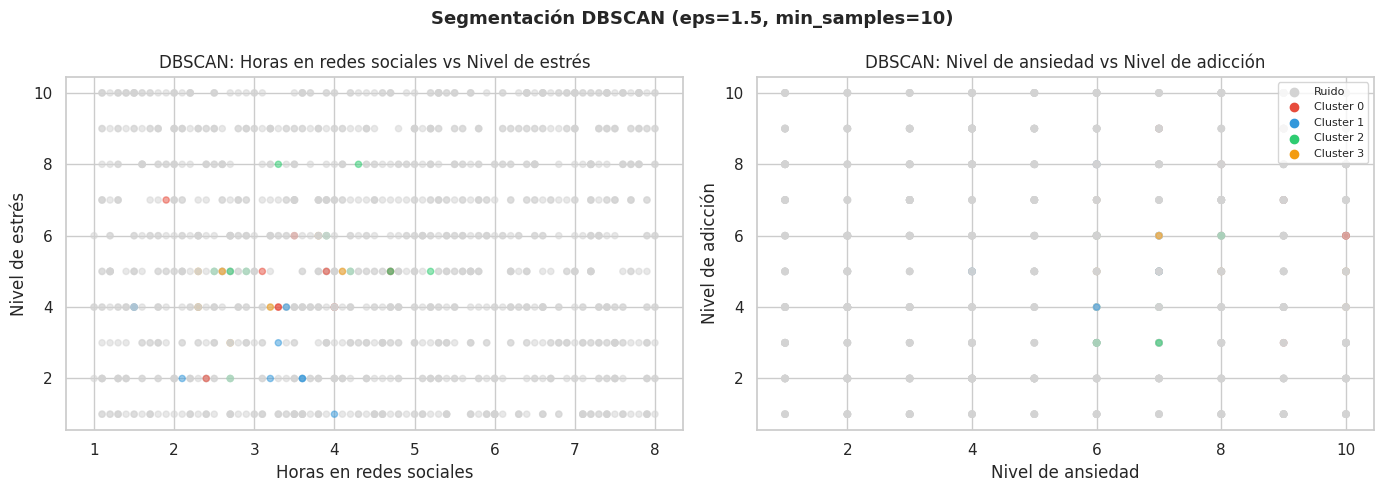 Segmentación DBSCAN (eps=1.5, min_samples=10)
DBSCAN: Horas en redes sociales vs Nivel de estrés
10
8
6
4
2
Nivel de estrés
1 2 3 4 5 6 7 8
Horas en redes sociales
DBSCAN: Nivel de ansiedad vs Nivel de adicción
Ruido
Cluster 0
Cluster 1
Cluster 2
Cluster 3
10
8
6
4
2
Nivel de adicción
2 4 6 8 10
Nivel de ansiedad